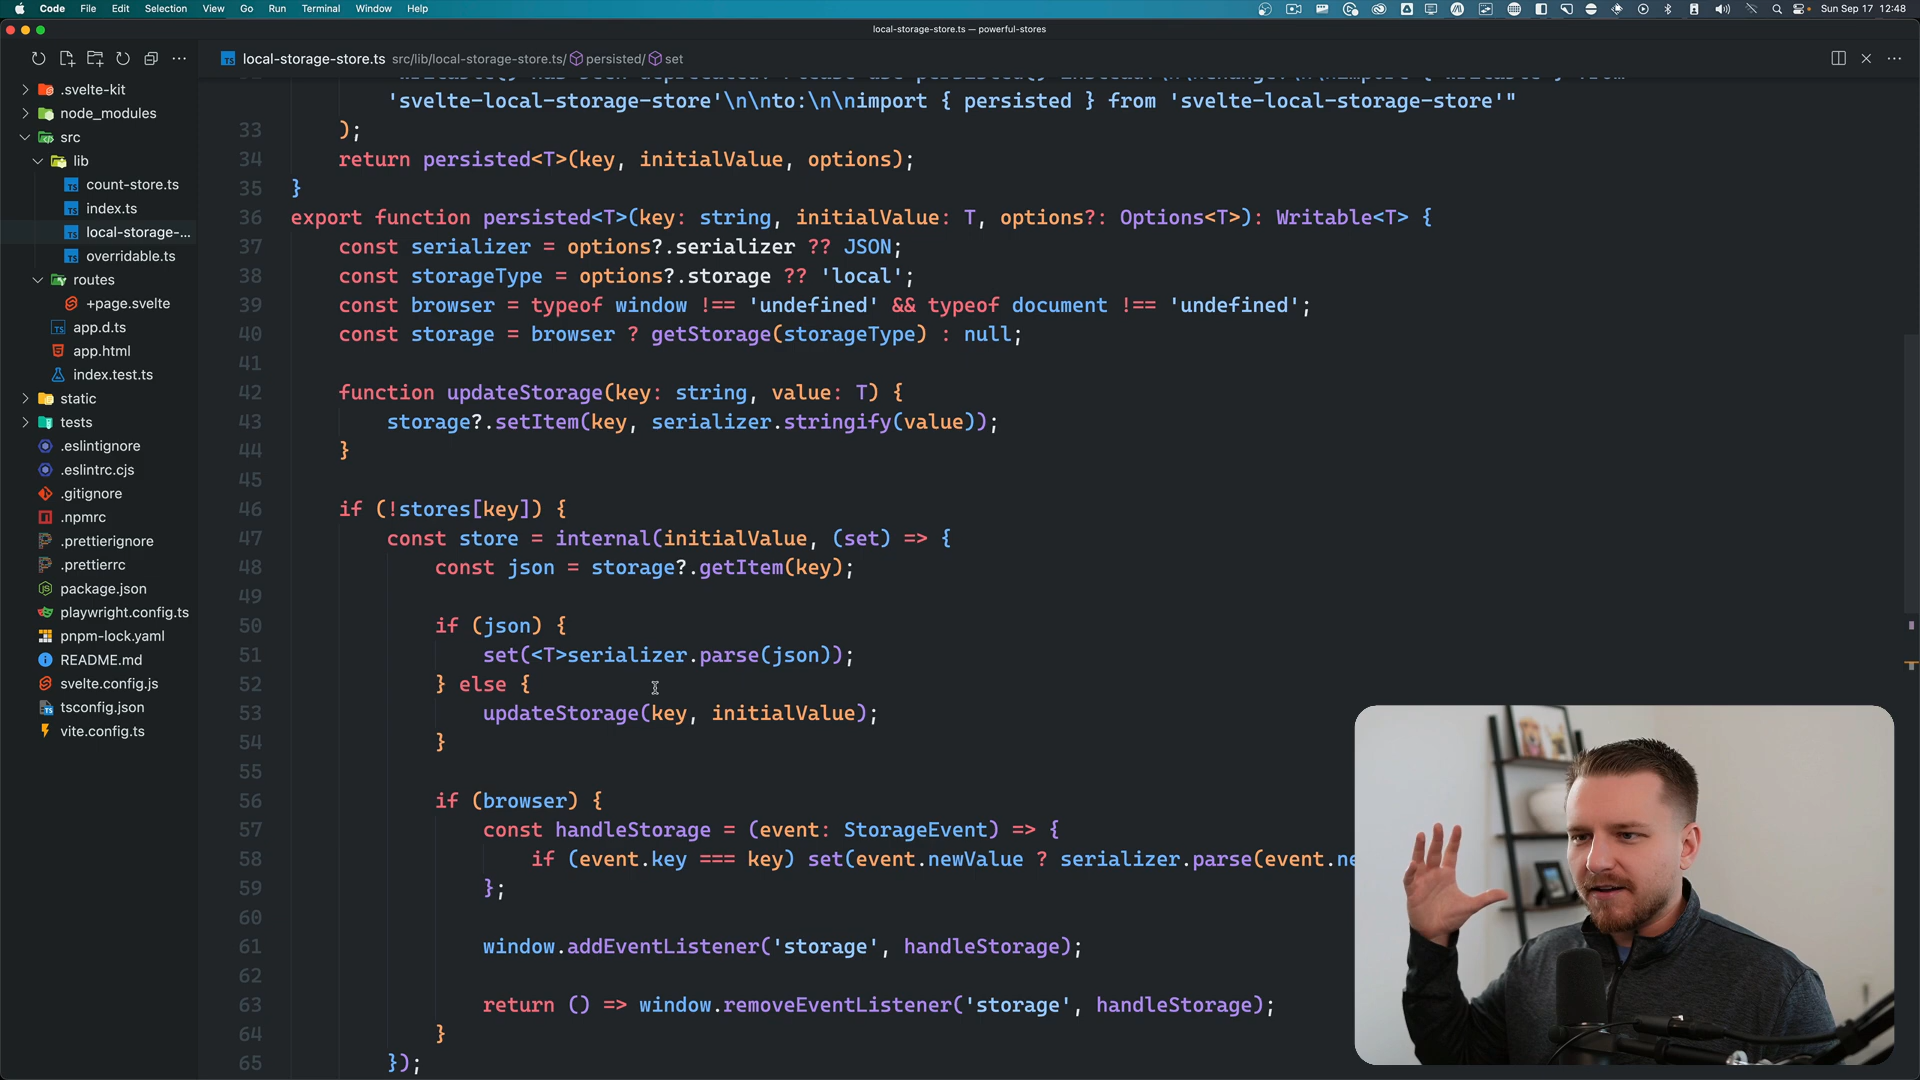 Code File Edit Selection View Go Run Terminal Window Help
Sun Sep 17 12:48
local-storage-store.ts — powerful-stores
local-storage-store.ts src/lib/local-storage-store.ts/ persisted/ set
.svelte-kit
node_modules
src
lib
count-store.ts
index.ts
local-storage-...
overridable.ts
routes
+page.svelte
app.d.ts
app.html
index.test.ts
static
tests
.eslintignore
.eslintrc.cjs
.gitignore
.npmrc
.prettierignore
.prettierrc
package.json
playwright.config.ts
pnpm-lock.yaml
README.md
svelte.config.js
tsconfig.json
vite.config.ts
'svelte-local-storage-store'\n\nto:\n\nimport { persisted } from 'svelte-local-storage-store'"
33 );
34 return persisted<T>(key, initialValue, options);
35 }
36 export function persisted<T>(key: string, initialValue: T, options?: Options<T>): Writable<T> {
37 const serializer = options?.serializer ?? JSON;
38 const storageType = options?.storage ?? 'local';
39 const browser = typeof window !== 'undefined' && typeof document !== 'undefined';
40 const storage = browser ? getStorage(storageType) : null;
41
42 function updateStorage(key: string, value: T) {
43 storage?.setItem(key, serializer.stringify(value));
44 }
45
46 if (!stores[key]) {
47 const store = internal(initialValue, (set) => {
48 const json = storage?.getItem(key);
49
50 if (json) {
51 set(<T>serializer.parse(json));
52 } else {
53 updateStorage(key, initialValue);
54 }
55
56 if (browser) {
57 const handleStorage = (event: StorageEvent) => {
58 if (event.key === key) set(event.newValue ? serializer.parse(event.ne
59 };
60
61 window.addEventListener('storage', handleStorage);
62
63 return () => window.removeEventListener('storage', handleStorage);
64 }
65 });